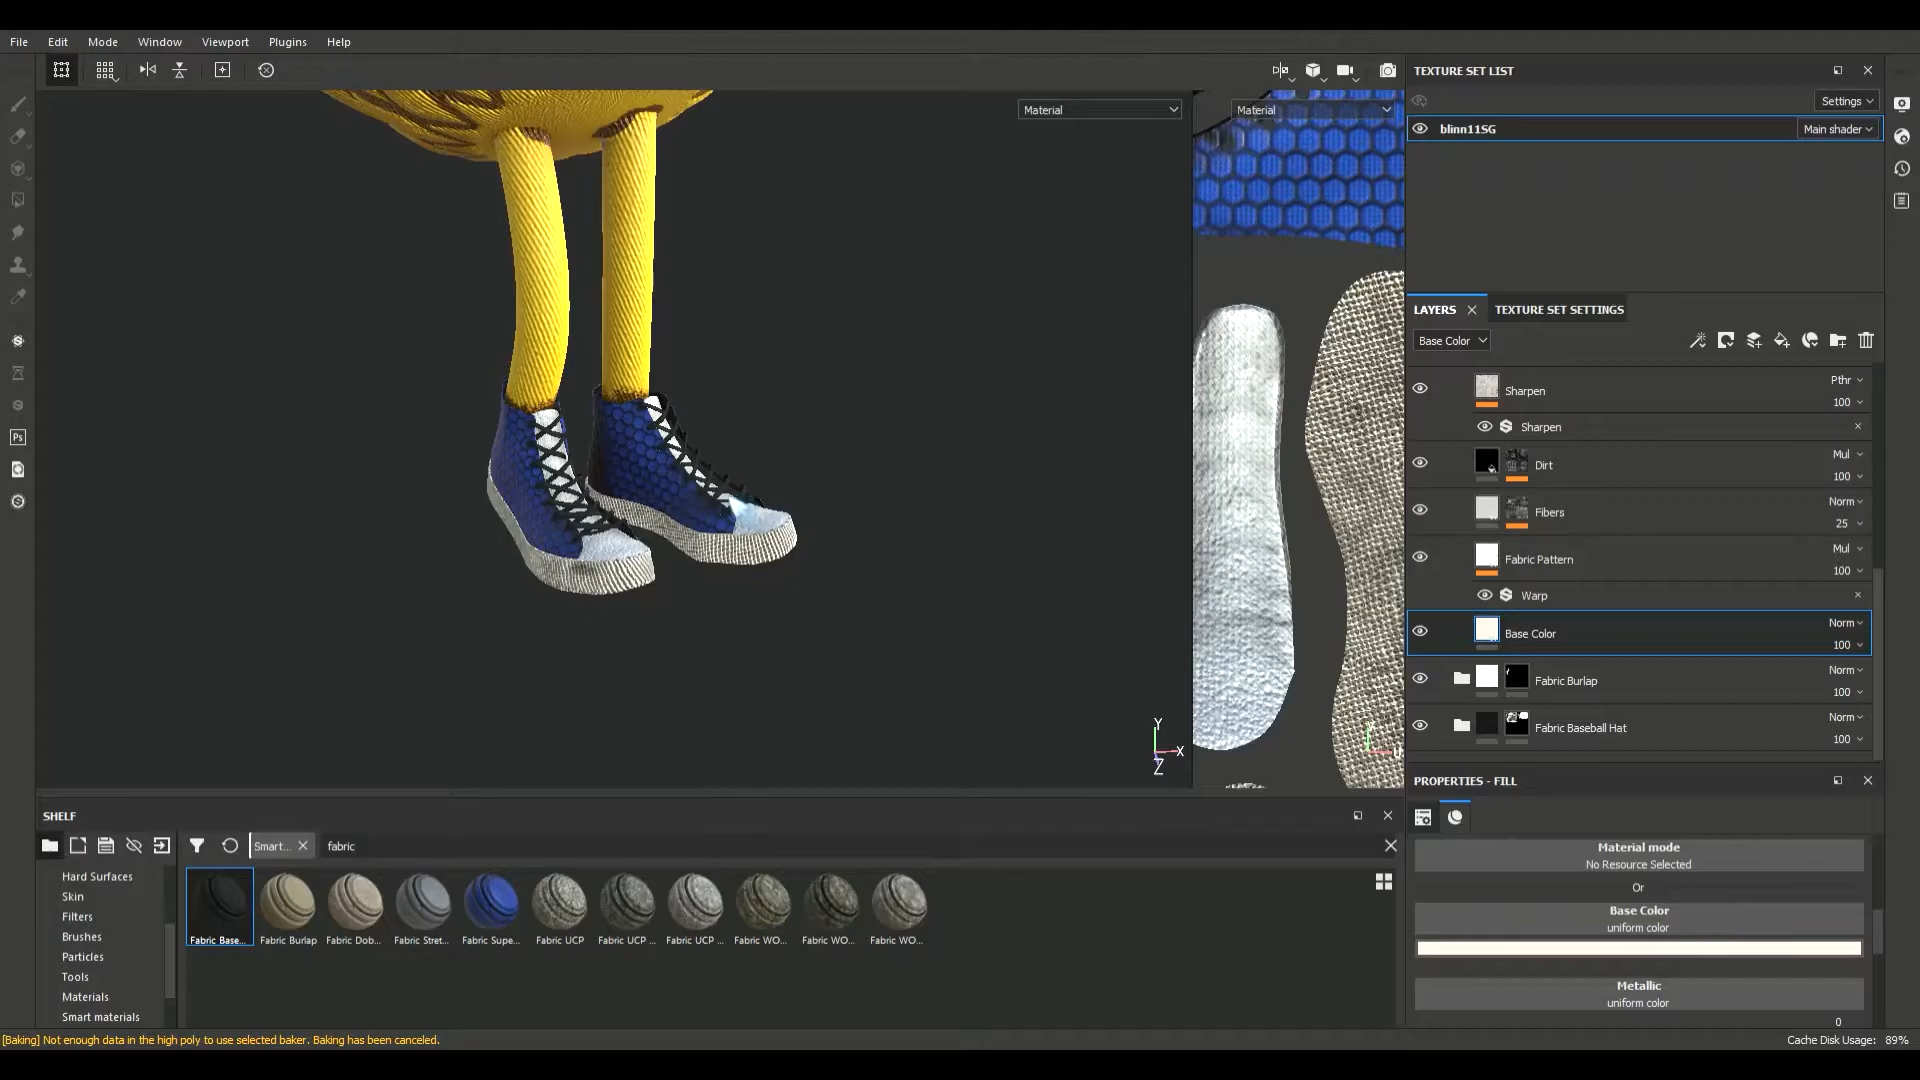 File Edit Mode Window Viewport Plugins Help
TEXTURE SET LIST
Settings
Material
Material
blinn11SG
Main shader
LAYERS
TEXTURE SET SETTINGS
Base Color
Sharpen
Pthr
100
Sharpen
Dirt
Mul
100
Fibers
Norm
25
Fabric Pattern
Mul
100
Warp
Base Color
Norm
100
Fabric Burlap
Norm
100
Fabric Baseball Hat
Norm
100
Y
X
Z
PROPERTIES - FILL
Material mode
No Resource Selected
Or
Base Color
uniform color
Metallic
uniform color
0
Ps
SHELF
Smart...
fabric
Hard Surfaces
Skin
Filters
Brushes
Particles
Tools
Materials
Smart materials
Fabric Base... Fabric Burlap Fabric Dob... Fabric Stret... Fabric Supe... Fabric UCP Fabric UCP ... Fabric UCP ... Fabric WO... Fabric WO... Fabric WO...
[Baking] Not enough data in the high poly to use selected baker. Baking has been canceled.
Cache Disk Usage: 89%